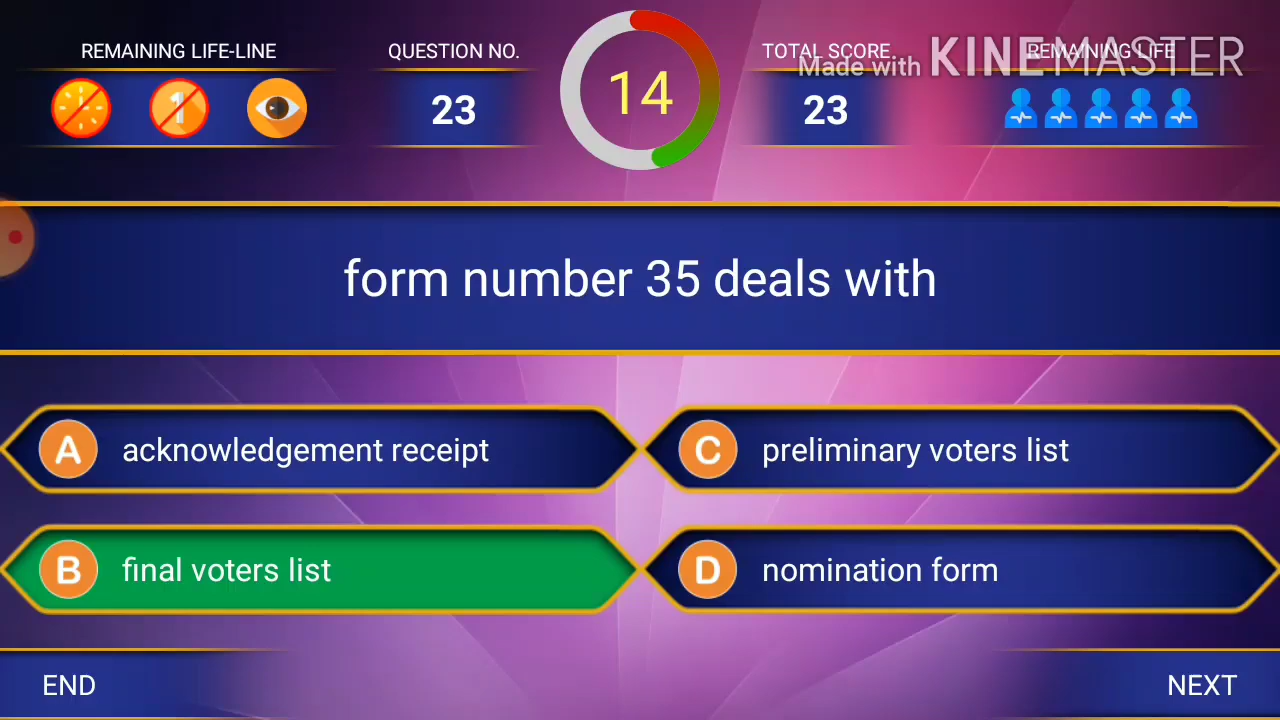 REMAINING LIFE-LINE
QUESTION NO.
14
TOTAL SCORE
REMAINING LIFE
Made with KINEMASTER
1
23
23
form number 35 deals with
A acknowledgement receipt
C preliminary voters list
B final voters list
D nomination form
END
NEXT